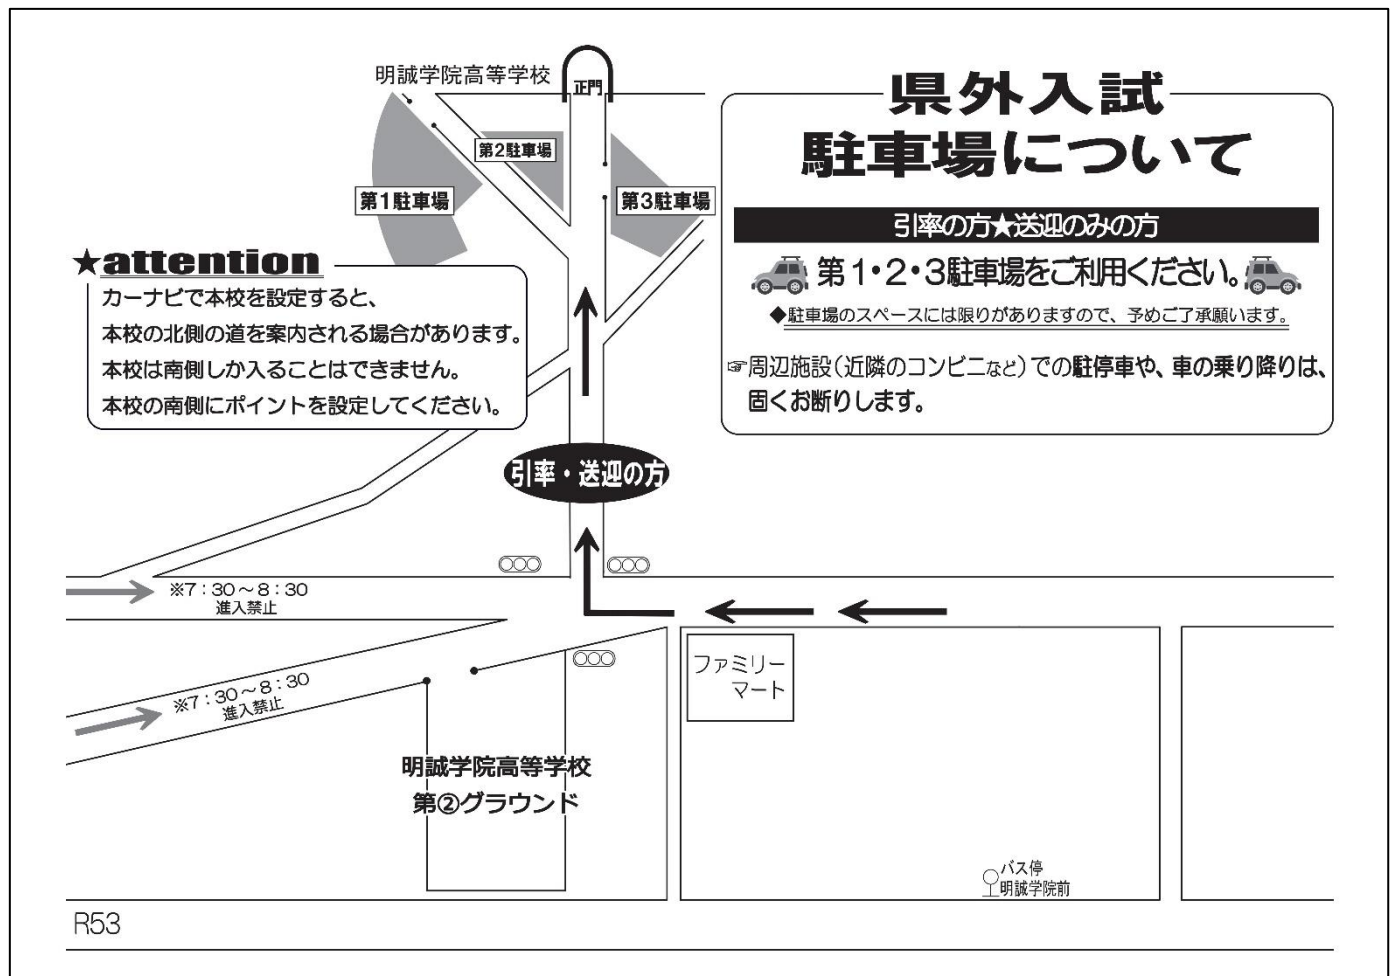 県外入試
駐車場について
引率の方★送迎のみの方
第1・2・3駐車場をご利用ください。
◆駐車場のスペースには限りがありますので、予めご了承願います。
☞周辺施設(近隣のコンビニなど)での駐停車や、車の乗り降りは、
固くお断りします。
明誠学院高等学校
正門
第2駐車場
第1駐車場
第3駐車場
★attention
カーナビで本校を設定すると、
本校の北側の道を案内される場合があります。
本校は南側しか入ることはできません。
本校の南側にポイントを設定してください。
引率・送迎の方
※7:30~8:30
進入禁止
※7:30~8:30
進入禁止
ファミリー
マート
明誠学院高等学校
第②グラウンド
バス停
明誠学院前
R53